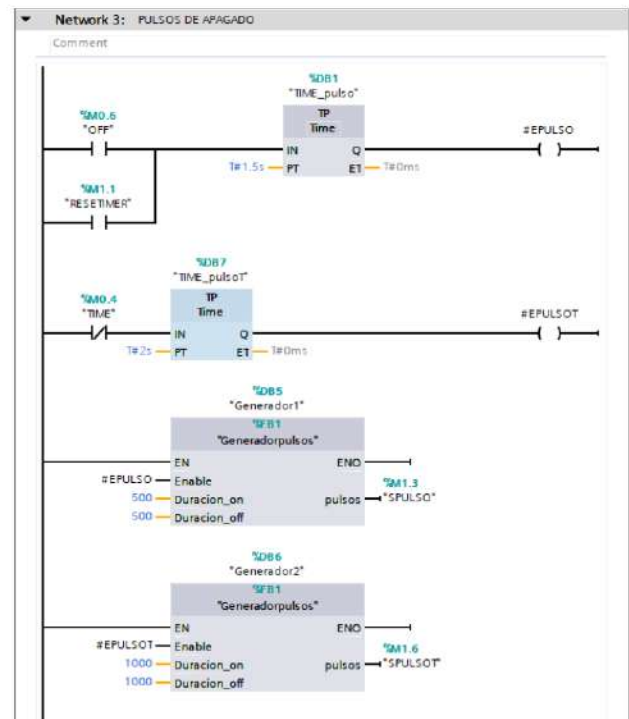 Network 3: PULSOS DE APAGADO
Comment
%DB1
"TIME_pulso"
%M0.6
"OFF"
TP
Time
#EPULSO
IN Q
T#1.5s PT ET T#0ms
%M1.1
"RESETIMER"
%DB7
"TIME_pulsoT"
%M0.4
"TIME"
TP
Time
#EPULSOT
IN Q
T#2s PT ET T#0ms
%DB5
"Generador1"
%FB1
"Generadorpulsos"
EN ENO
#EPULSO Enable
%M1.3
500 Duracion_on pulsos "SPULSO"
500 Duracion_off
%DB6
"Generador2"
%FB1
"Generadorpulsos"
EN ENO
#EPULSOT Enable
%M1.6
1000 Duracion_on pulsos "SPULSOT"
1000 Duracion_off